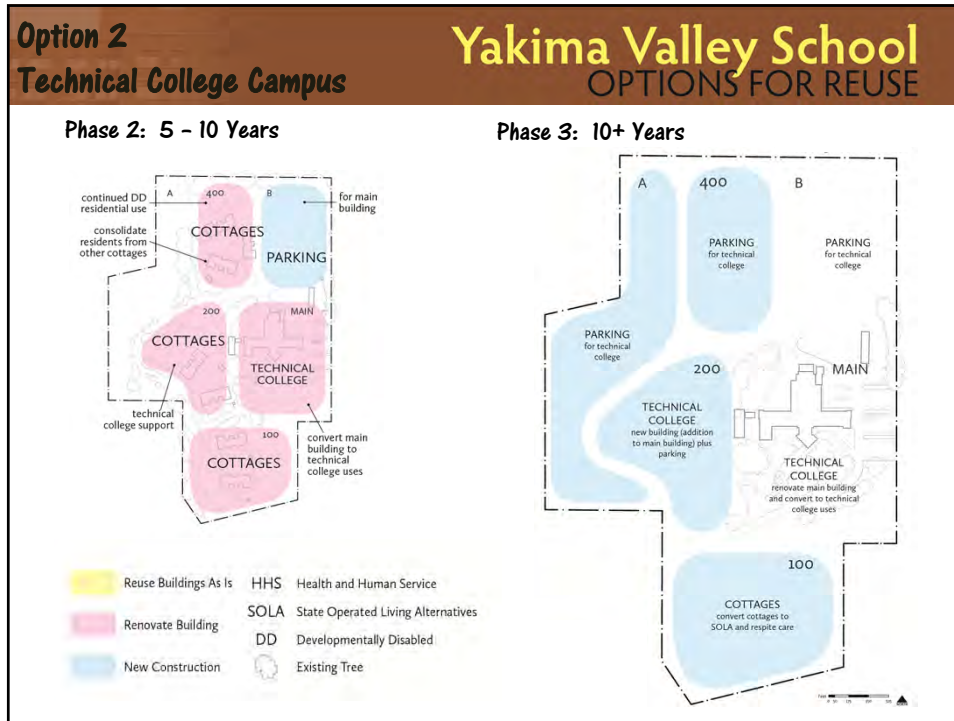 Option 2
Technical College Campus
Yakima Valley School
OPTIONS FOR REUSE
Phase 2: 5 - 10 Years
continued DD
residential use
A
400
B
for main
building
consolidate
residents from
other cottages
COTTAGES
PARKING
200
MAIN
COTTAGES
TECHNICAL
COLLEGE
technical
college support
100
convert main
building to
technical
college uses
COTTAGES
Phase 3: 10+ Years
A
400
B
PARKING
for technical
college
PARKING
for technical
college
PARKING
for technical
college
200
MAIN
TECHNICAL
COLLEGE
new building (addition
to main building) plus
parking
TECHNICAL
COLLEGE
renovate main building
and convert to technical
college uses
100
COTTAGES
convert cottages to
SOLA and respite care
Reuse Buildings As Is
Renovate Building
New Construction
HHS Health and Human Service
SOLA State Operated Living Alternatives
DD Developmentally Disabled
Existing Tree